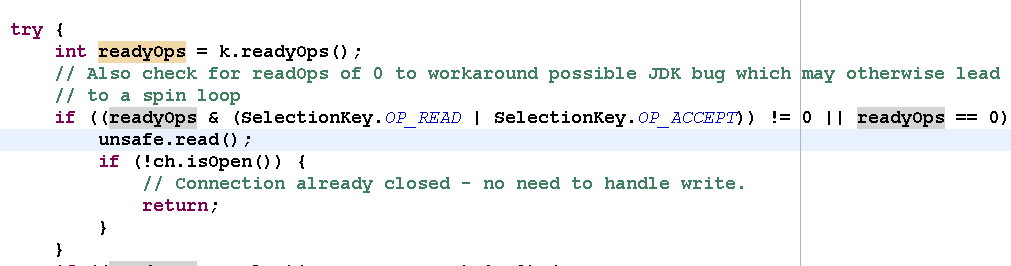 try {
int readyOps = k.readyOps();
// Also check for readOps of 0 to workaround possible JDK bug which may otherwise lead
// to a spin loop
if ((readyOps & (SelectionKey.OP_READ | SelectionKey.OP_ACCEPT)) != 0 || readyOps == 0)
unsafe.read();
if (!ch.isOpen()) {
// Connection already closed - no need to handle write.
return;
}
}